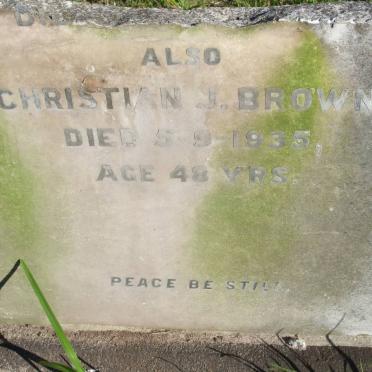 ALSO
CHRISTIAN J. BROWN
DIED 5-9-1935,
AGE 48 YRS.
PEACE BE STILL